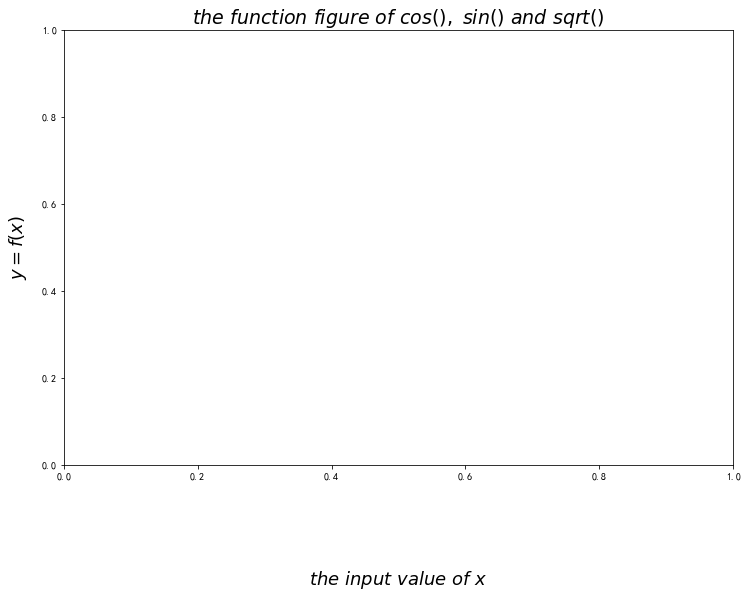 the function figure of cos(), sin() and sqrt()
1.0
0.8
0.6
0.4
0.2
0.0
y = f(x)
0.0 0.2 0.4 0.6 0.8 1.0
the input value of x